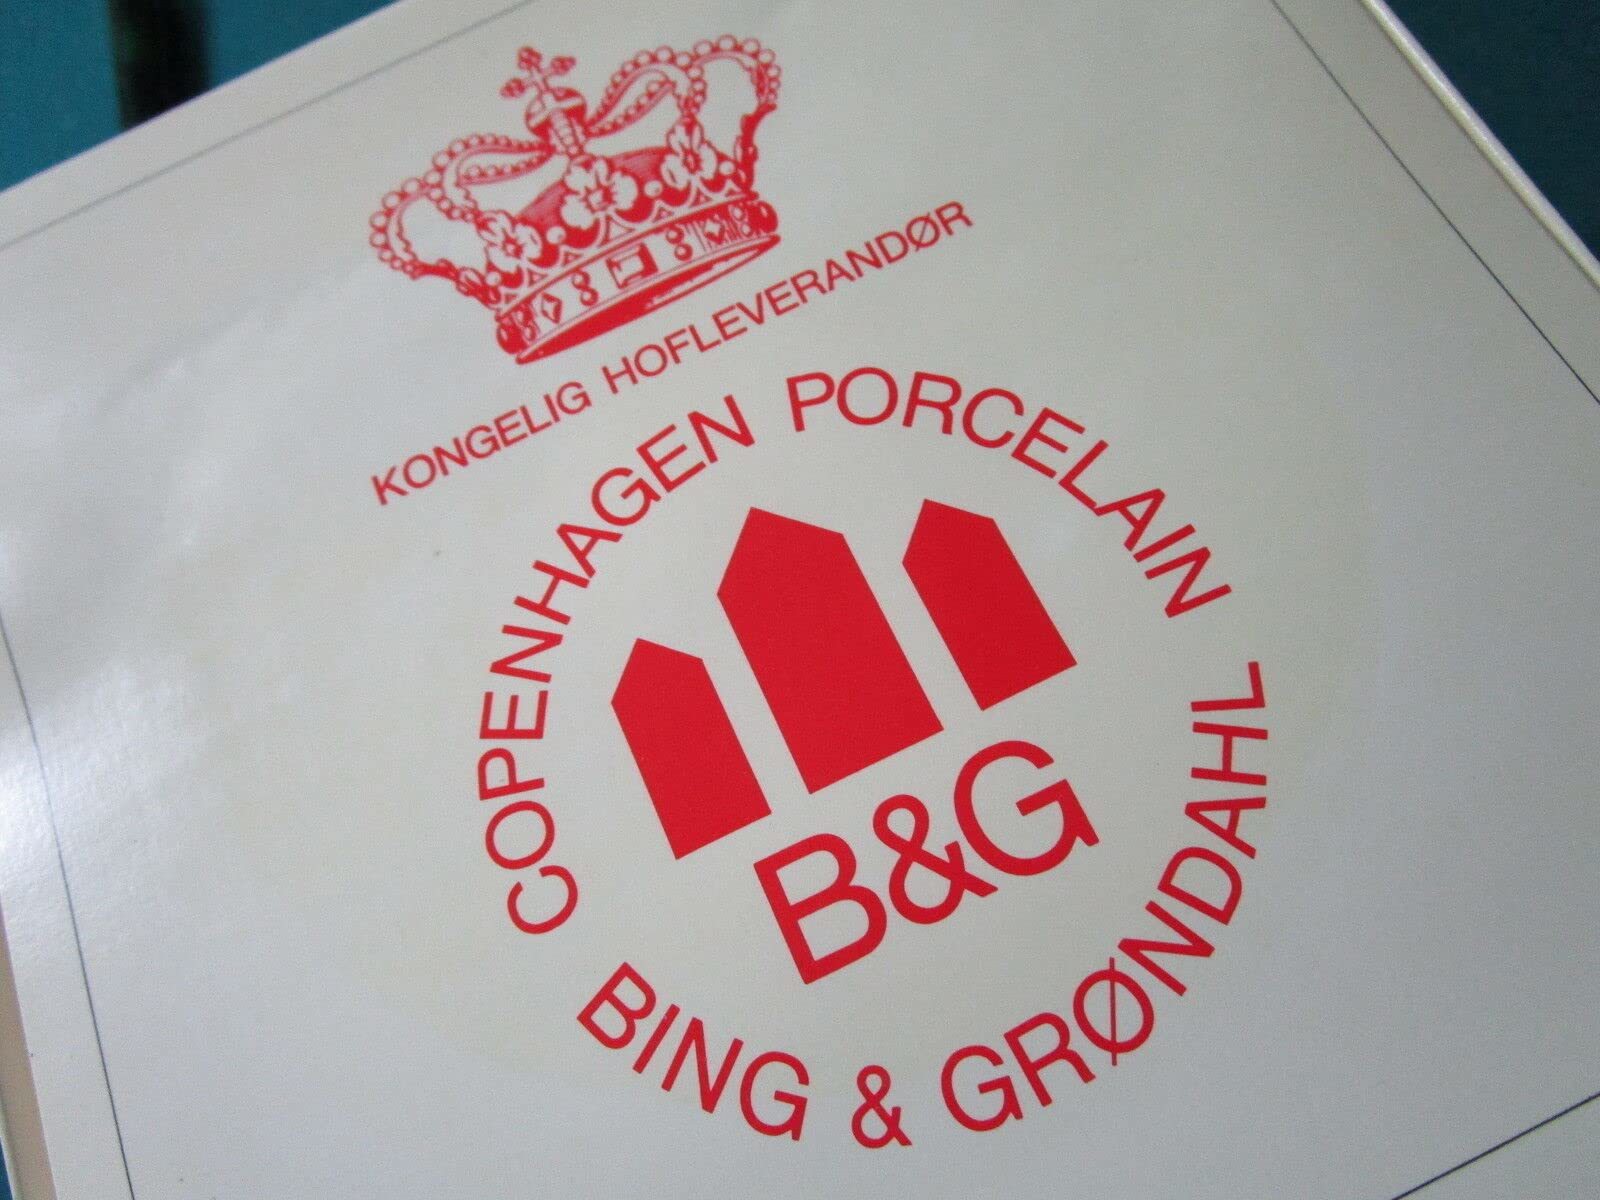 KONGELIG HOFLEVERANDØR
COPENHAGEN PORCELAIN
B&G
BING & GRØNDAHL